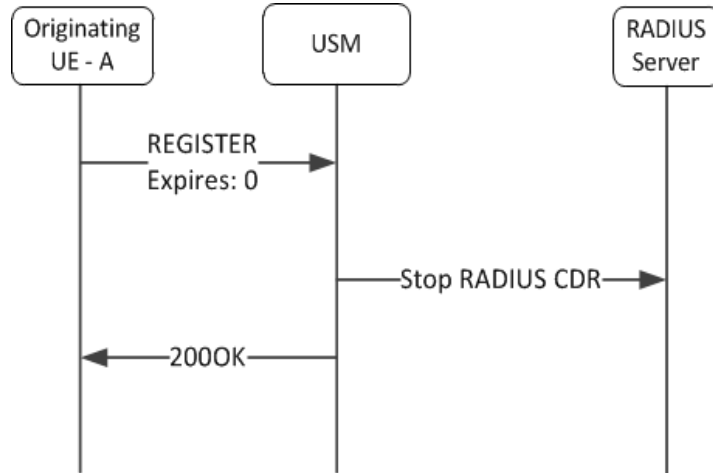 Originating
UE - A
USM
RADIUS
Server
REGISTER
Expires: 0
Stop RADIUS CDR
200OK